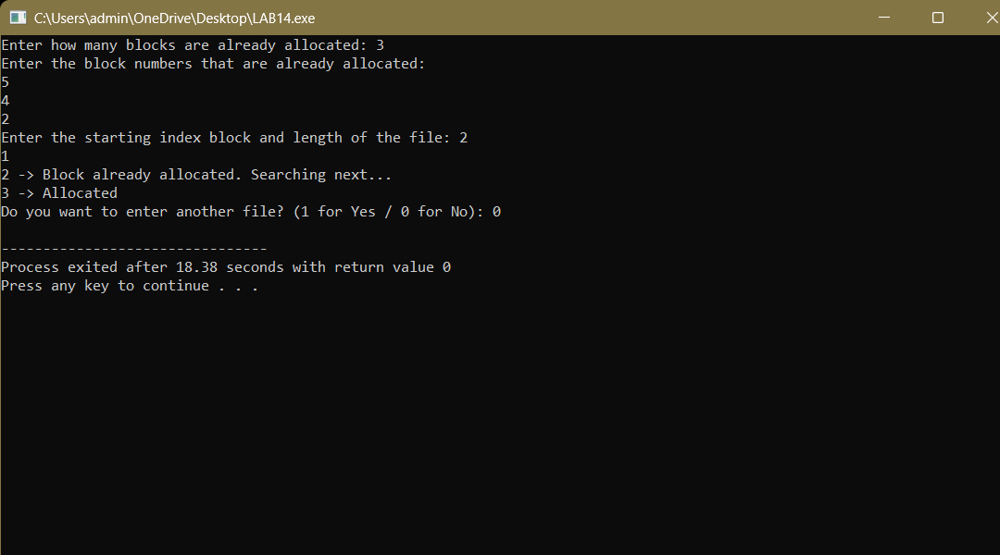 C:\Users\admin\OneDrive\Desktop\LAB14.exe
Enter how many blocks are already allocated: 3
Enter the block numbers that are already allocated:
5
4
2
Enter the starting index block and length of the file: 2
1
2 -> Block already allocated. Searching next...
3 -> Allocated
Do you want to enter another file? (1 for Yes / 0 for No): 0
--------------------------------
Process exited after 18.38 seconds with return value 0
Press any key to continue . . .